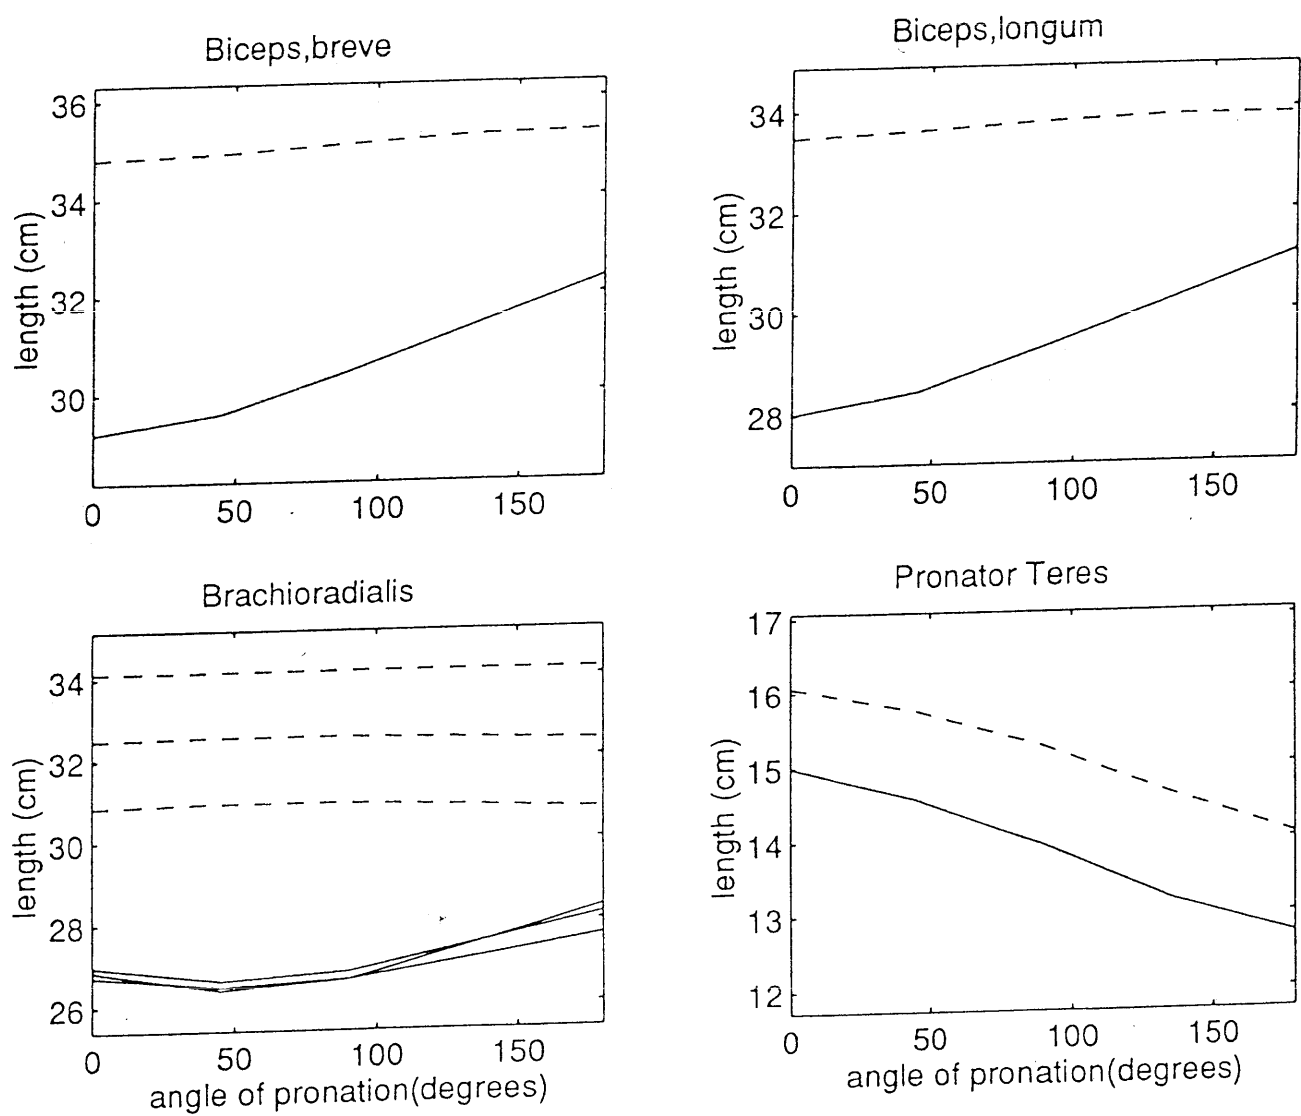 Biceps,breve
length (cm)
36
34
32
30
0 50 100 150
Biceps,longum
length (cm)
34
32
30
28
0 50 100 150
Brachioradialis
length (cm)
34
32
30
28
26
0 50 100 150
angle of pronation(degrees)
Pronator Teres
length (cm)
17
16
15
14
13
12
0 50 100 150
angle of pronation(degrees)